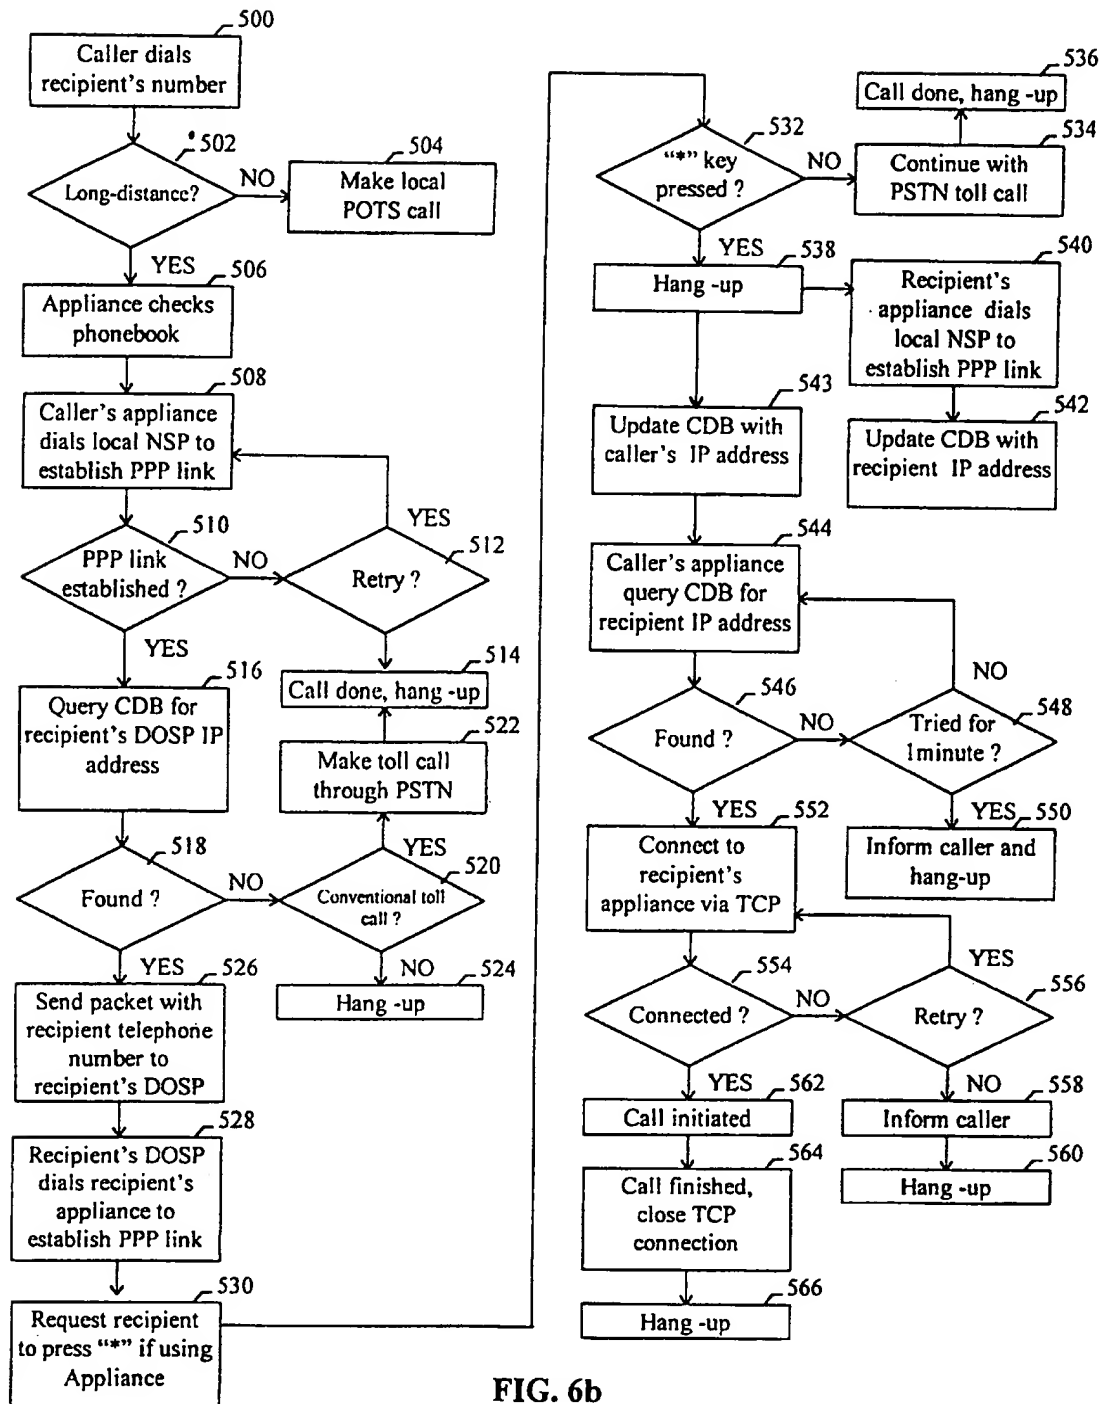 500
Caller dials
recipient's number
502
Long-distance?
NO
504
Make local
POTS call
YES
506
Appliance checks
phonebook
508
Caller's appliance
dials local NSP to
establish PPP link
YES
510
PPP link
established ?
NO
512
Retry ?
YES
516
Query CDB for
recipient's DOSP IP
address
514
Call done, hang -up
522
Make toll call
through PSTN
YES
518
Found ?
NO
520
Conventional toll
call ?
NO
524
Hang -up
YES
526
Send packet with
recipient telephone
number to
recipient's DOSP
528
Recipient's DOSP
dials recipient's
appliance to
establish PPP link
530
Request recipient
to press “*” if using
Appliance
532
“*” key
pressed ?
NO
534
Continue with
PSTN toll call
536
Call done, hang -up
YES
538
Hang -up
540
Recipient's
appliance dials
local NSP to
establish PPP link
542
Update CDB with
recipient IP address
543
Update CDB with
caller's IP address
544
Caller's appliance
query CDB for
recipient IP address
546
Found ?
NO
548
Tried for
1minute ?
NO
YES
550
Inform caller and
hang-up
YES
552
Connect to
recipient's
appliance via TCP
554
Connected ?
NO
556
Retry ?
YES
NO
558
Inform caller
560
Hang -up
YES
562
Call initiated
564
Call finished,
close TCP
connection
566
Hang -up
FIG. 6b